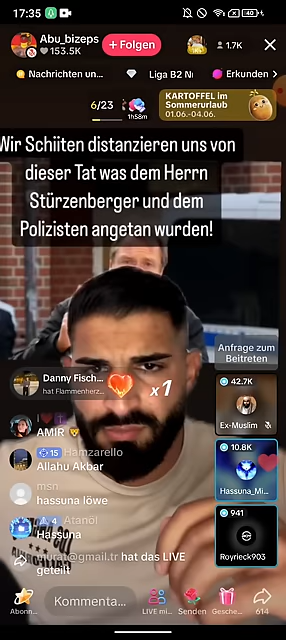 17:35
40
Abu_bizeps
153.5K
+ Folgen
1.7K
Nachrichten un...
Liga B2 N
Erkunden >
6/23
1h58m
KARTOFFEL im
Sommerurlaub
01.06.-04.06.
Wir Schiiten distanzieren uns von
dieser Tat was dem Herrn
Stürzenberger und dem
Polizisten angetan wurden!
Anfrage zum
Beitreten
Danny Fisch...
hat Flammenherz...
x1
42.7K
Ex-Muslim
AMIR
15 Hamzarello
Allahu Akbar
10.8K
Hassuna_Mi...
msn
hassuna löwe
4 Atanöl
Hassuna
941
Royrieck903
murat@gmail.tr hat das LIVE
geteilt
Abonn...
Kommenta...
LIVE mi...
Senden
Gesche...
614